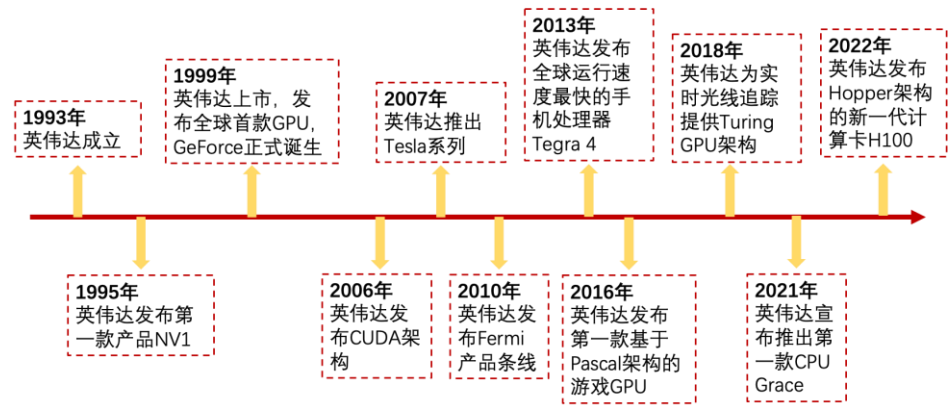 1993年
英伟达成立
1995年
英伟达发布第
一款产品NV1
1999年
英伟达上市，发
布全球首款GPU,
GeForce正式诞生
2006年
英伟达发
布CUDA架
构
2007年
英伟达推出
Tesla系列
2010年
英伟达发
布Fermi
产品条线
2013年
英伟达发布
全球运行速
度最快的手
机处理器
Tegra 4
2016年
英伟达发布
第一款基于
Pascal架构的
游戏GPU
2018年
英伟达为实
时光线追踪
提供Turing
GPU架构
2021年
英伟达宣
布推出第
一款CPU
Grace
2022年
英伟达发布
Hopper架构
的新一代计
算卡H100